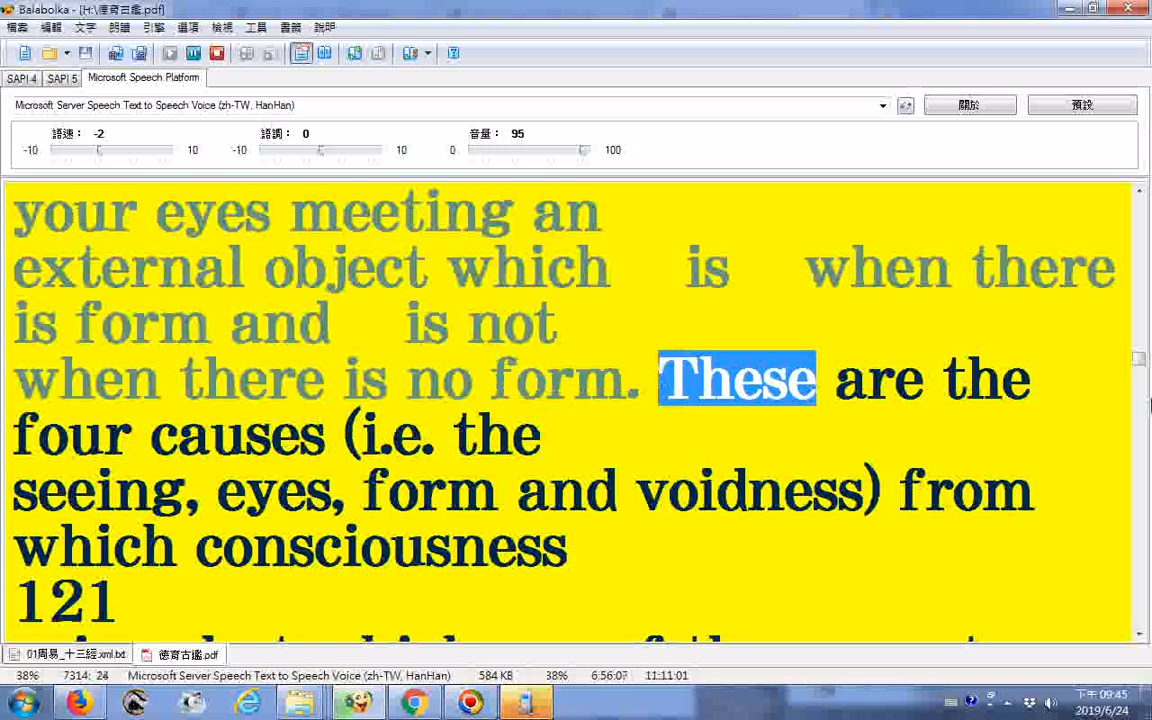 Balabolka - [H:\德育古鑑.pdf]
檔案 編輯 文字 朗讀 引擎 選項 檢視 工具 書籤 說明
SAPI 4 SAPI 5 Microsoft Speech Platform
Microsoft Server Speech Text to Speech Voice (zh-TW, HanHan) 關於 預設
語速： -2 語調： 0 音量： 95
-10 10 -10 10 0 100
your eyes meeting an
external object which is when there
is form and is not
when there is no form. These are the
four causes (i.e. the
seeing, eyes, form and voidness) from
which consciousness
121
01周易_十三經.xml.txt 德育古鑑.pdf
38% 7314: 24 Microsoft Server Speech Text to Speech Voice (zh-TW, HanHan) 584 KB 38% 6:56:07 11:11:01
下午 09:45
2019/6/24